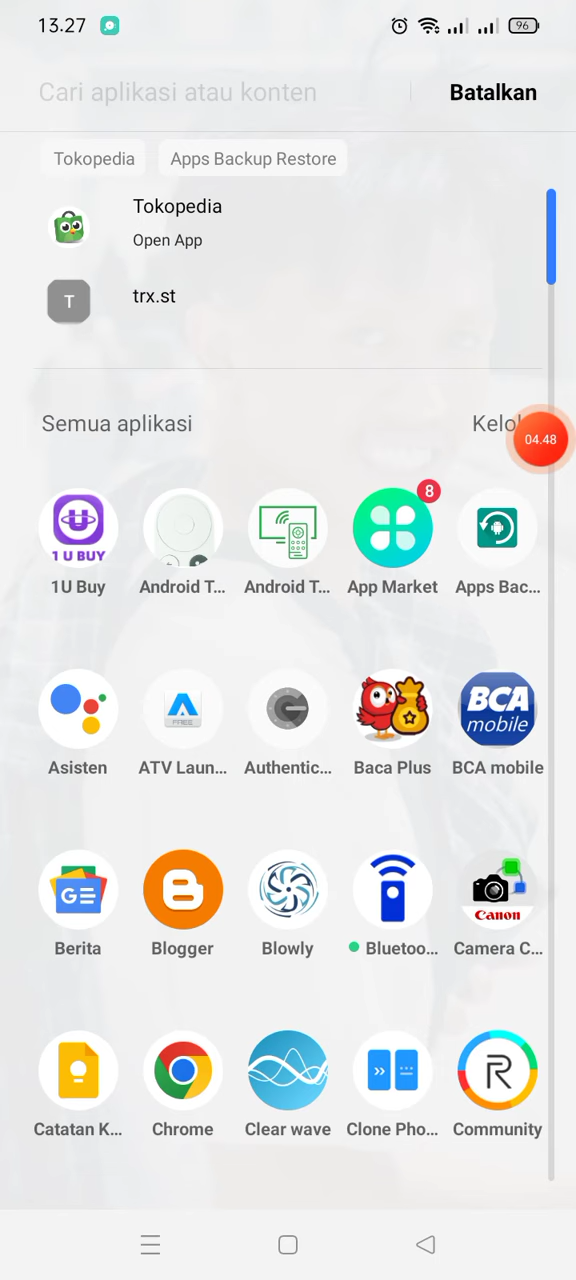 13.27
96
Cari aplikasi atau konten
Batalkan
Tokopedia
Apps Backup Restore
Tokopedia
Open App
T
trx.st
Semua aplikasi
Kelol
04.48
8
1 U BUY
1U Buy
Android T...
Android T...
App Market
Apps Bac...
FREE
BCA
mobile
Asisten
ATV Laun...
Authentic...
Baca Plus
BCA mobile
GE
Canon
Berita
Blogger
Blowly
Bluetoo...
Camera C...
R
Catatan K...
Chrome
Clear wave
Clone Pho...
Community